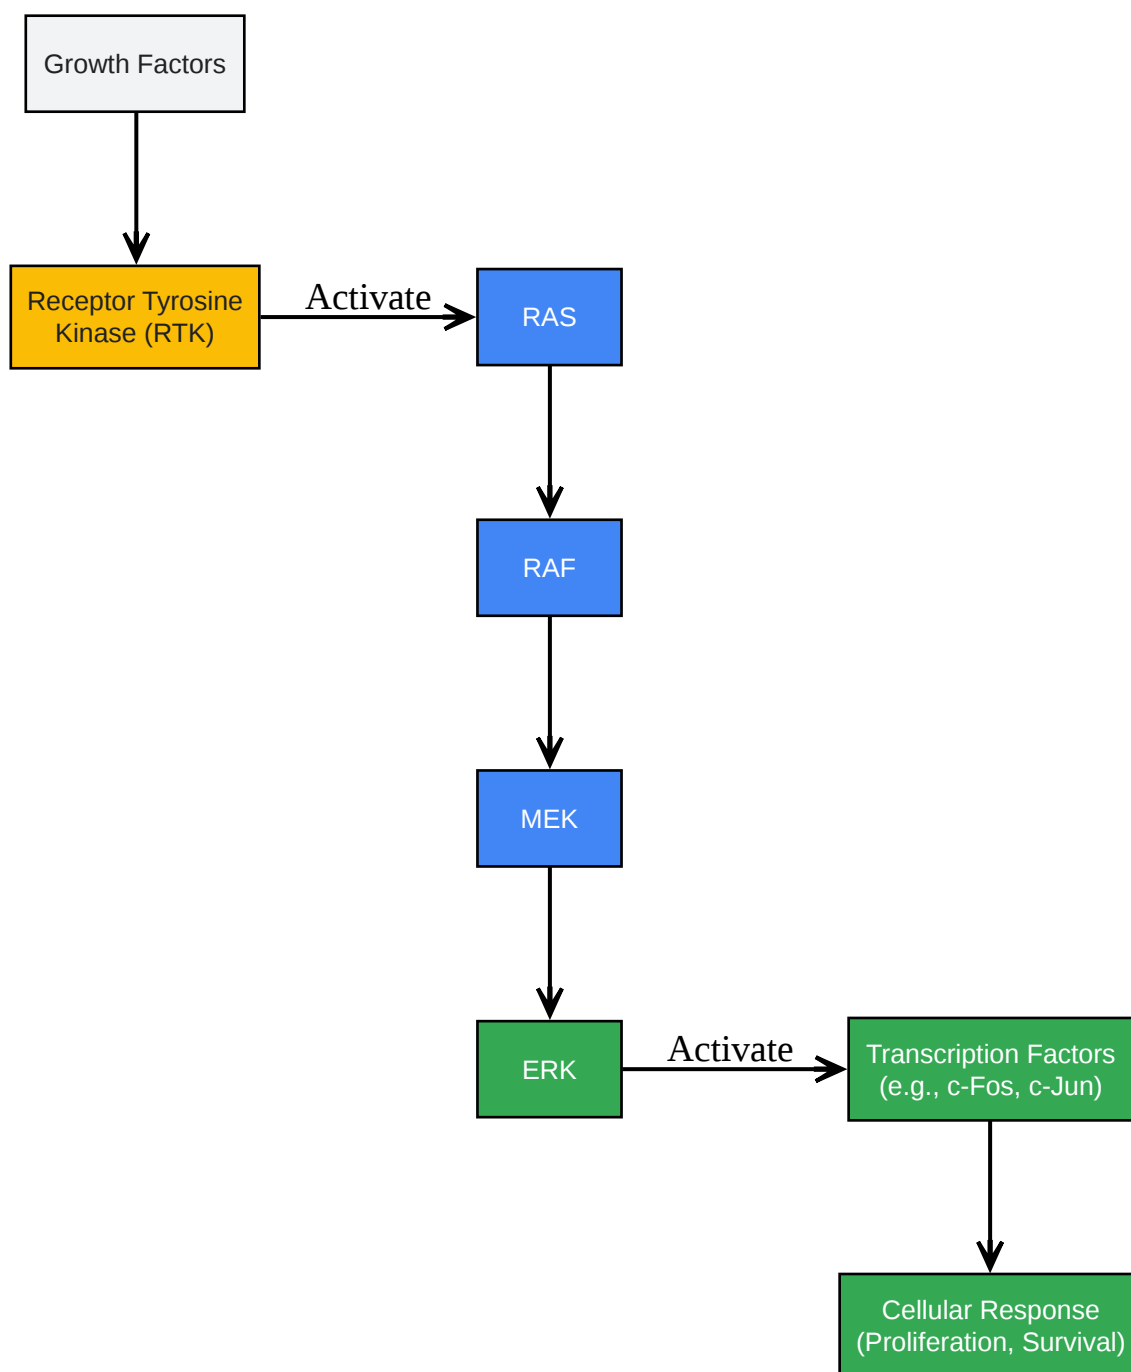 Growth Factors
Receptor Tyrosine
Kinase (RTK)
Activate
RAS
RAF
MEK
ERK
Activate
Transcription Factors
(e.g., c-Fos, c-Jun)
Cellular Response
(Proliferation, Survival)